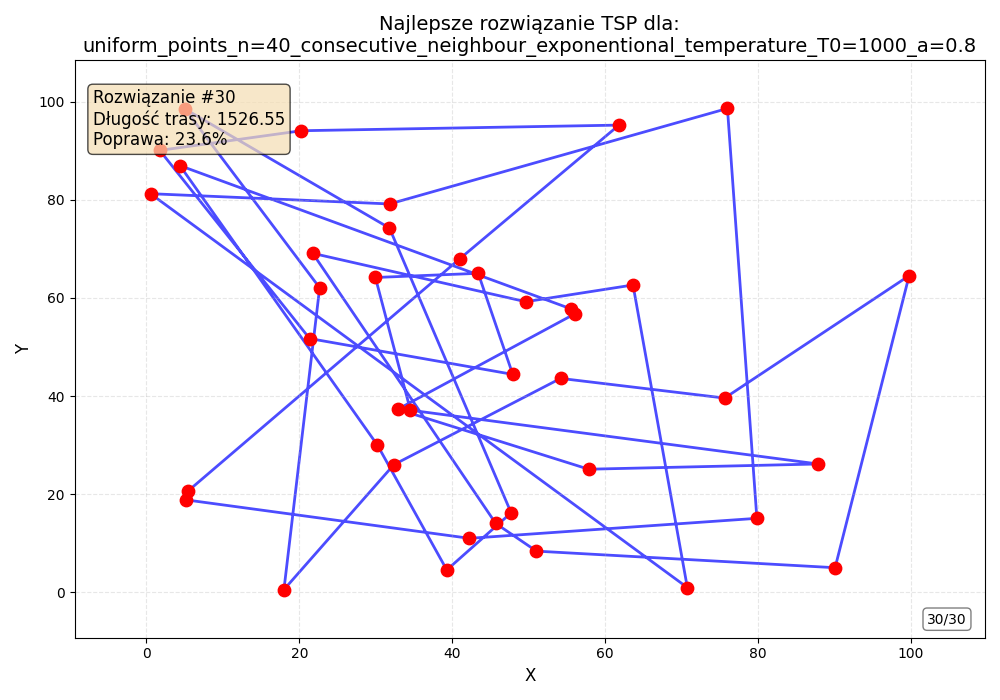 Najlepsze rozwiązanie TSP dla:
uniform_points_n=40_consecutive_neighbour_exponentional_temperature_T0=1000_a=0.8
Rozwiązanie #30
Długość trasy: 1526.55
Poprawa: 23.6%
100
80
60
40
20
0
Y
0 20 40 60 80 100
X
30/30